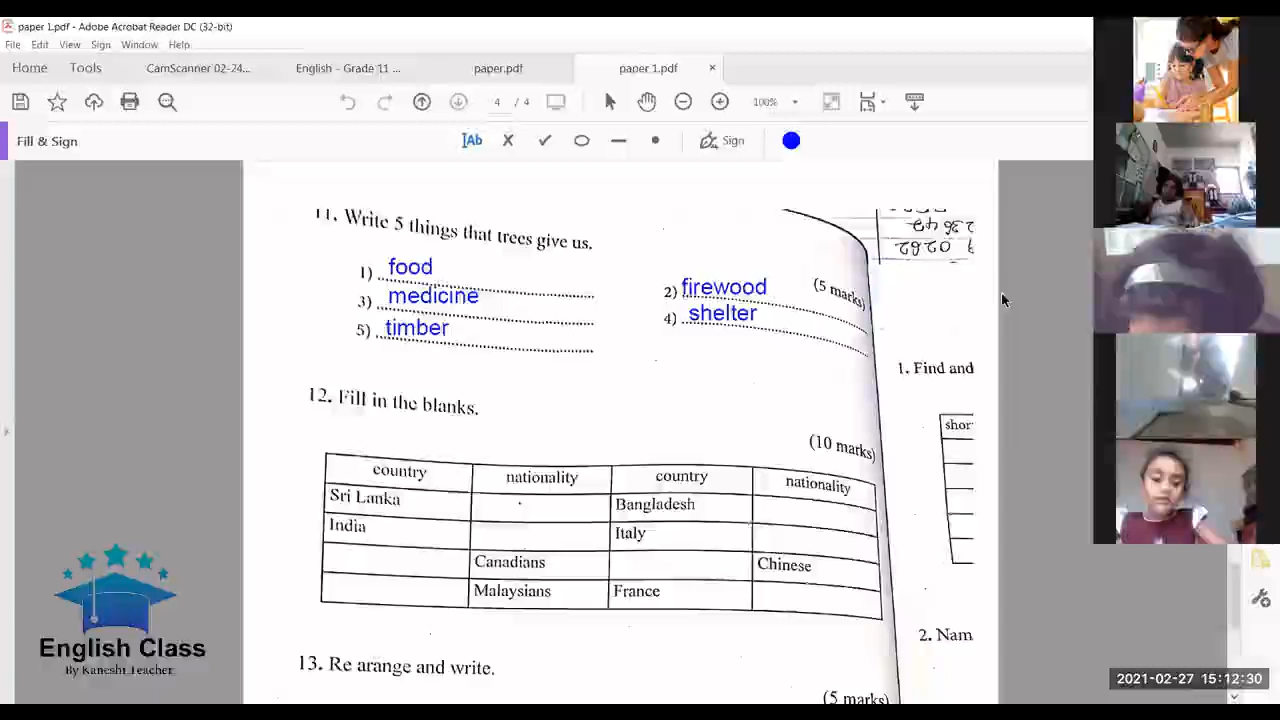 paper 1.pdf - Adobe Acrobat Reader DC (32-bit)
File Edit View Sign Window Help
Home Tools CamScanner 02-24... English - Grade 11 ... paper.pdf paper 1.pdf ×
4 / 4 100%
Fill & Sign IAb Sign
11. Write 5 things that trees give us.
(5 marks)
1) food 2) firewood
3) medicine 4) shelter
5) timber
12. Fill in the blanks.
(10 marks)
country nationality country nationality
Sri Lanka Bangladesh
India Italy
Canadians Chinese
Malaysians France
13. Re arange and write.
(5 marks)
1. Find and
shor
2. Nam
English Class
By Kaneshi Teacher
2021-02-27 15:12:30